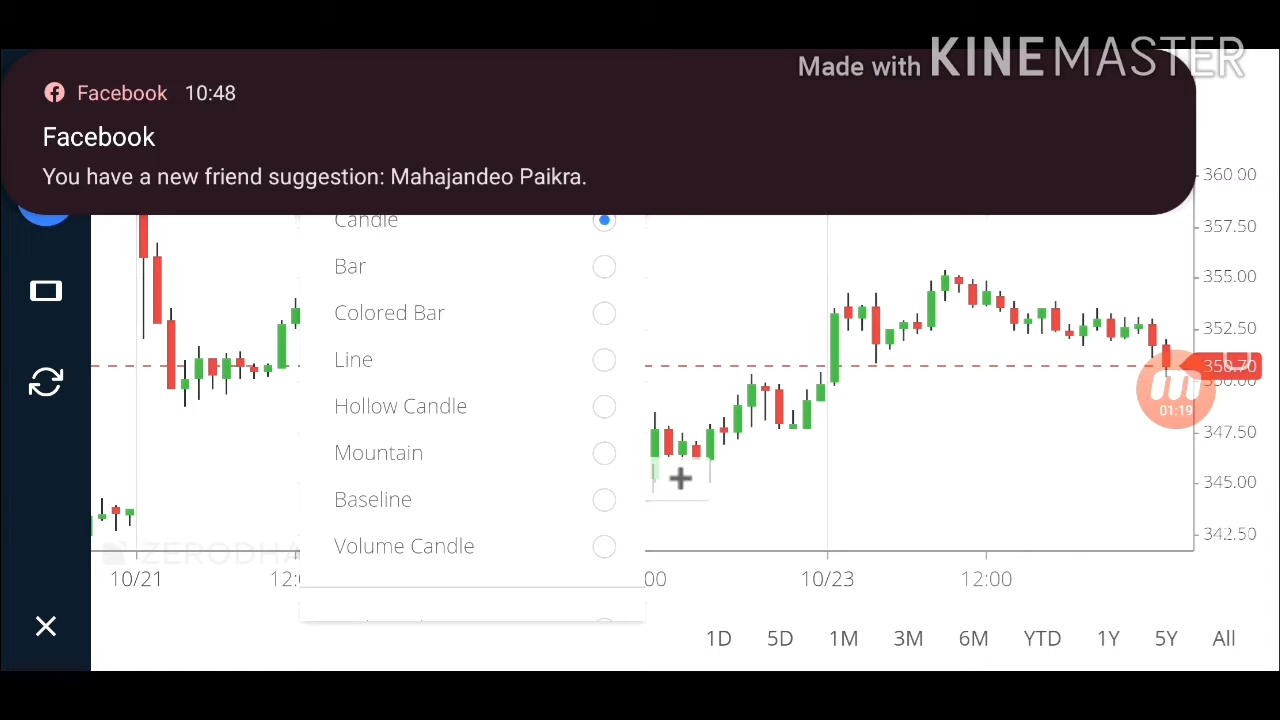 Made with KINEMASTER
Facebook 10:48
Facebook
You have a new friend suggestion: Mahajandeo Paikra.
Candle
Bar
Colored Bar
Line
Hollow Candle
Mountain
Baseline
Volume Candle
360.00
357.50
355.00
352.50
350.70
350.00
347.50
345.00
342.50
01:19
ZERODHA
10/21
12:
00
10/23
12:00
1D 5D 1M 3M 6M YTD 1Y 5Y All